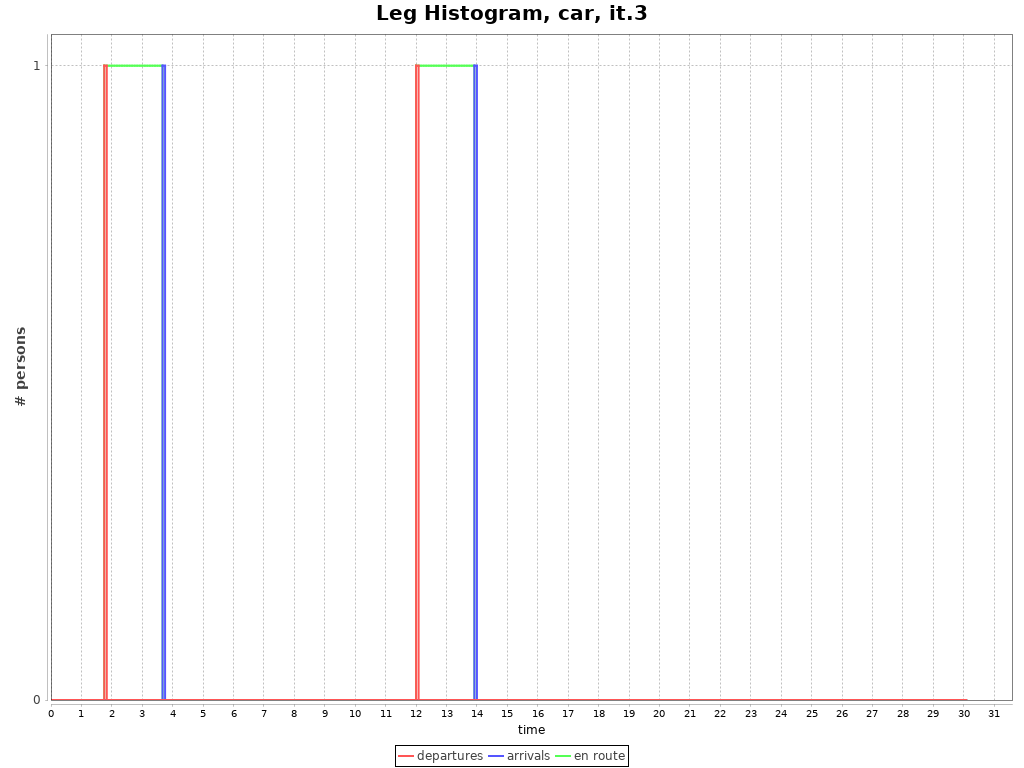 Leg Histogram, car, it.3
# persons
1
0
0 1 2 3 4 5 6 7 8 9 10 11 12 13 14 15 16 17 18 19 20 21 22 23 24 25 26 27 28 29 30 31
time
departures arrivals en route